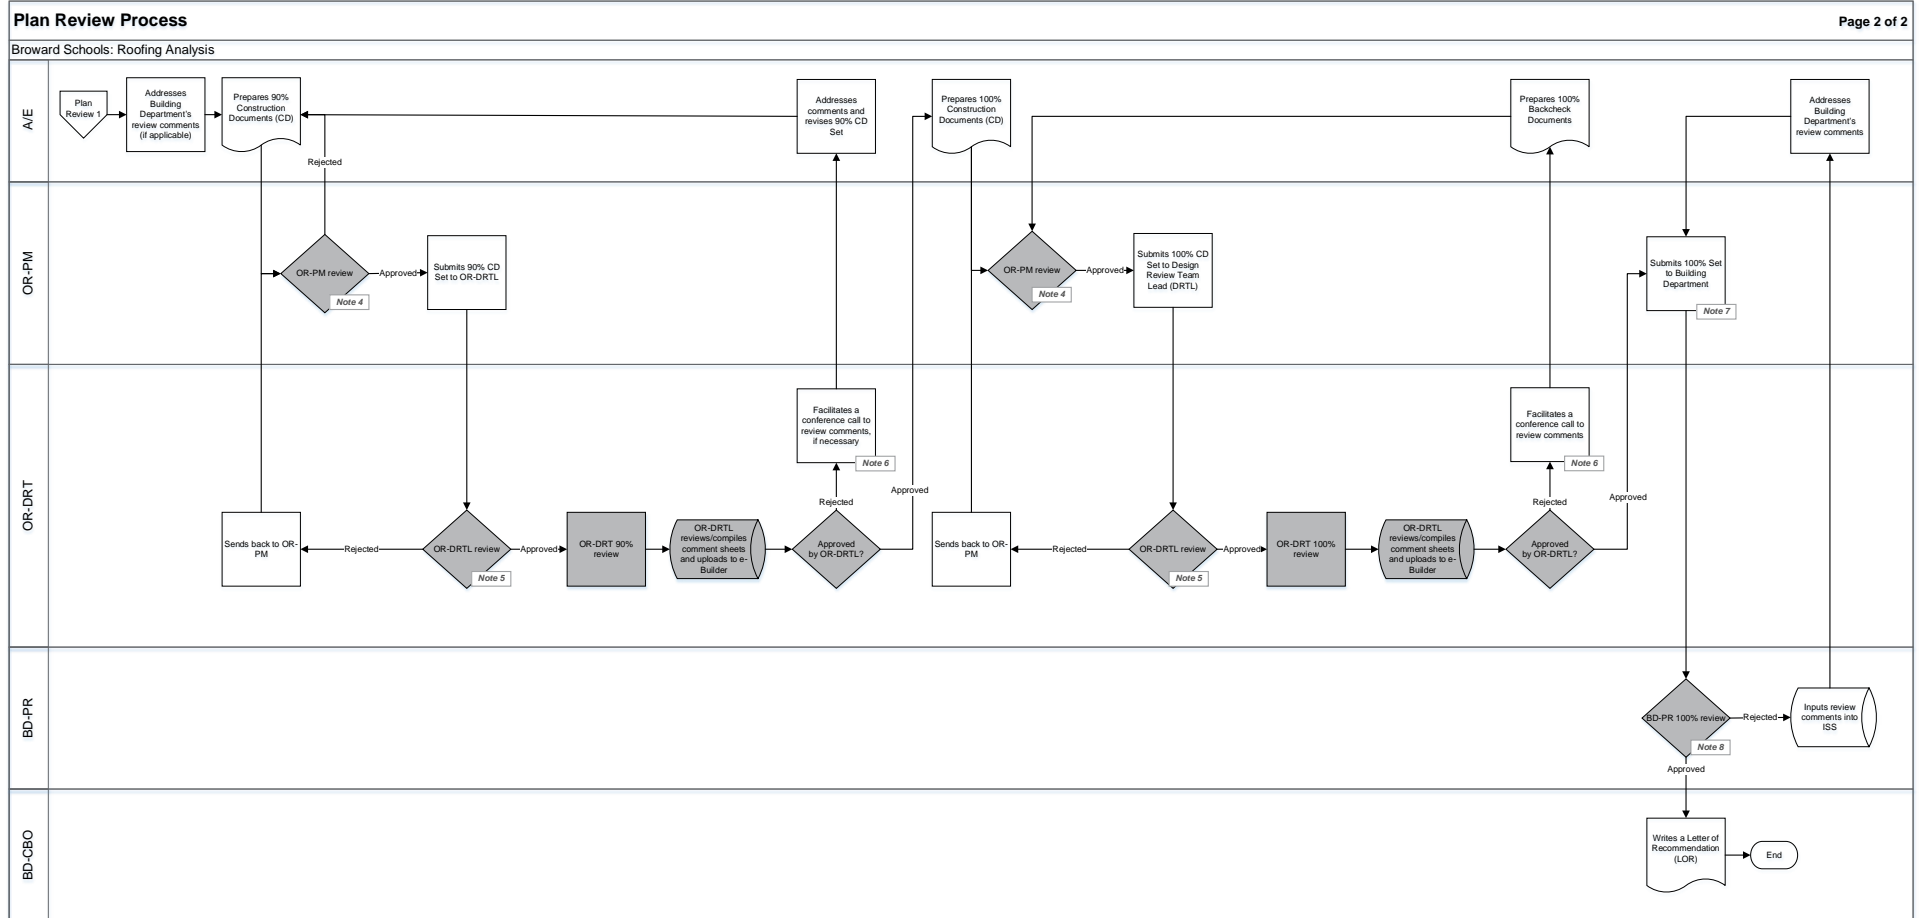 Plan Review Process
Page 2 of 2
Broward Schools: Roofing Analysis
A/E
Plan
Review 1
Addresses
Building
Department's
review comments
(if applicable)
Prepares 90%
Construction
Documents (CD)
Rejected
Addresses
comments and
revises 90% CD
Set
Prepares 100%
Construction
Documents (CD)
Prepares 100%
Backcheck
Documents
Addresses
Building
Department's
review comments
OR-PM
OR-PM review
Note 4
Approved
Submits 90% CD
Set to OR-DRTL
OR-PM review
Note 4
Approved
Submits 100% CD
Set to Design
Review Team
Lead (DRTL)
Submits 100% Set
to Building
Department
Note 7
OR-DRT
Sends back to OR-
PM
Rejected
OR-DRTL review
Note 5
Approved
OR-DRT 90%
review
OR-DRTL
reviews/compiles
comment sheets
and uploads to e-
Builder
Approved
by OR-DRTL?
Rejected
Facilitates a
conference call to
review comments,
if necessary
Note 6
Approved
Sends back to OR-
PM
Rejected
OR-DRTL review
Note 5
Approved
OR-DRT 100%
review
OR-DRTL
reviews/compiles
comment sheets
and uploads to e-
Builder
Approved
by OR-DRTL?
Rejected
Facilitates a
conference call to
review comments
Note 6
Approved
BD-PR
BD-PR 100% review
Note 8
Rejected
Inputs review
comments into
ISS
Approved
BD-CBO
Writes a Letter of
Recommendation
(LOR)
End